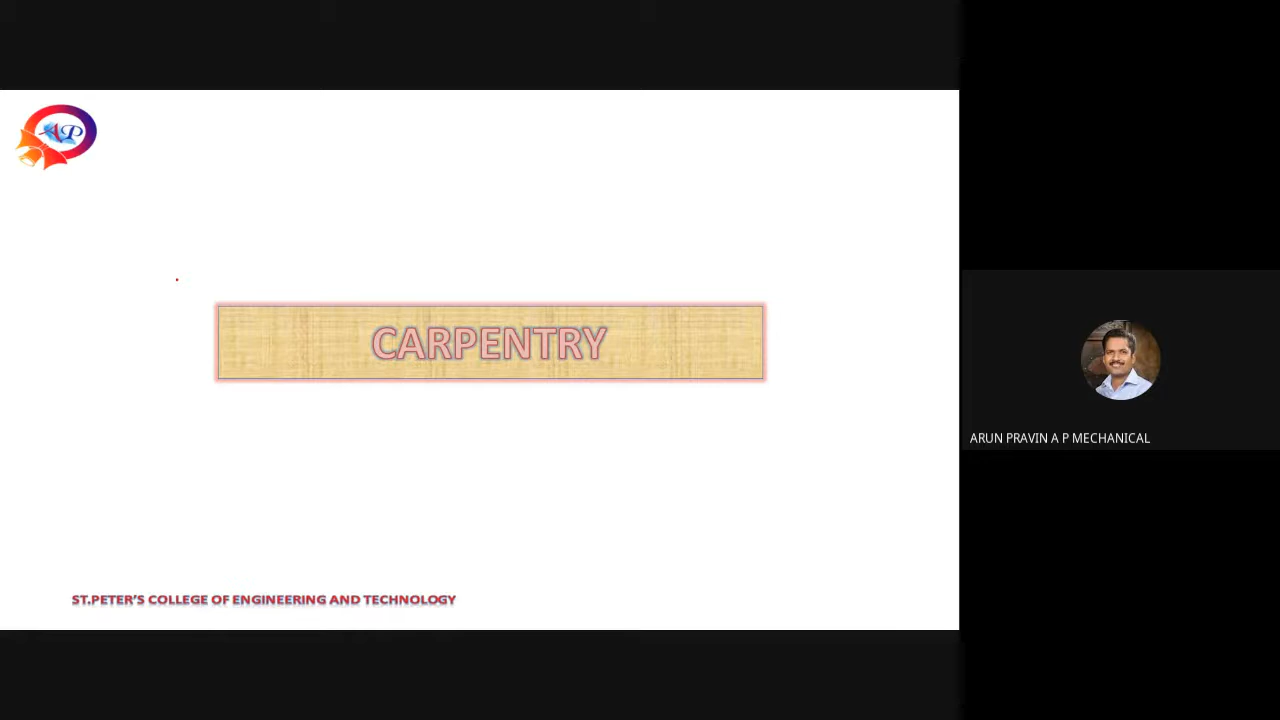 AP
CARPENTRY
ARUN PRAVIN A P MECHANICAL
ST.PETER'S COLLEGE OF ENGINEERING AND TECHNOLOGY